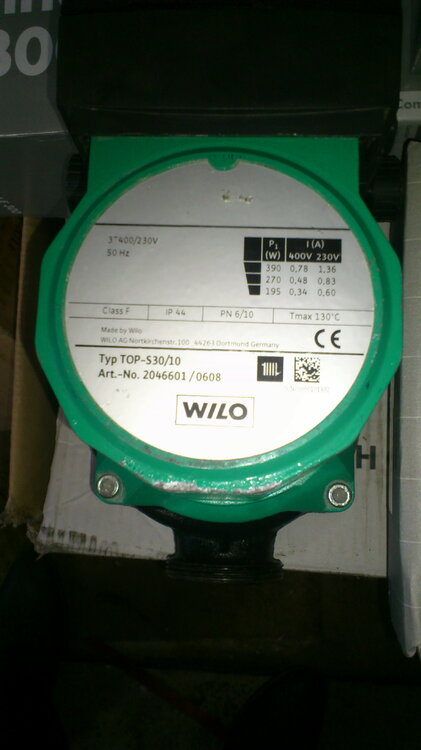 30
Com
3~400/230V
50 Hz
P1 I (A)
(W) 400V 230V
390 0,78 1,36
270 0,48 0,83
195 0,34 0,60
Class F IP 44 PN 6/10 Tmax 130°C
Made by Wilo
WILO AG Nortkirchenstr.100 44263 Dortmund Germany
CE
Typ TOP-S30/10
Art.-No. 2046601/0608
WILO
H